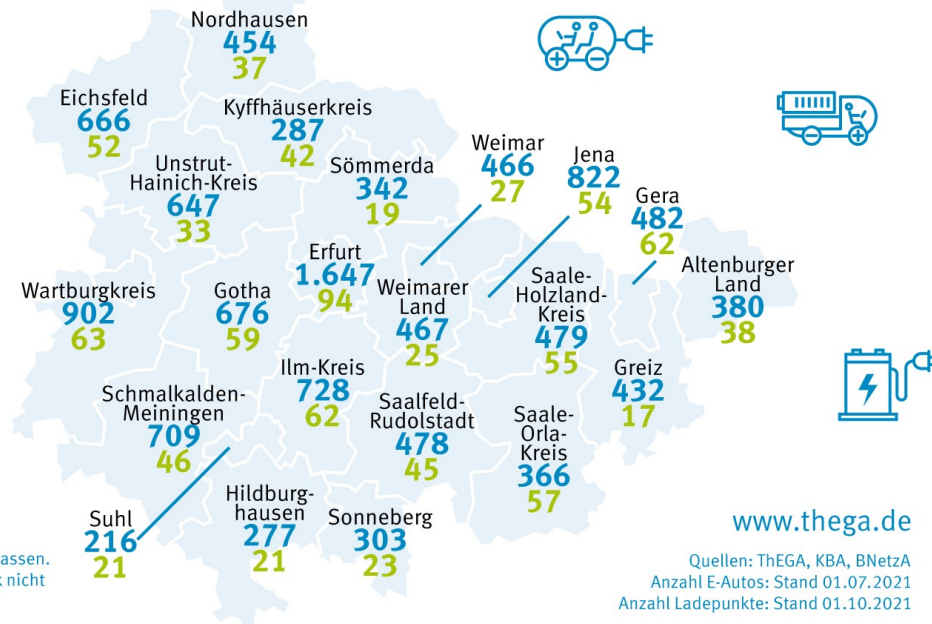 Nordhausen
454
37
Eichsfeld
666
52
Kyffhäuserkreis
287
42
Unstrut-
Hainich-Kreis
647
33
Sömmerda
342
19
Weimar
466
27
Jena
822
54
Gera
482
62
Altenburger
Land
380
38
Wartburgkreis
902
63
Gotha
676
59
Erfurt
1.647
94
Weimarer
Land
467
25
Saale-
Holzland-
Kreis
479
55
Greiz
432
17
Ilm-Kreis
728
62
Schmalkalden-
Meiningen
709
46
Saalfeld-
Rudolstadt
478
45
Saale-
Orla-
Kreis
366
57
Suhl
216
21
Hildburg-
hausen
277
21
Sonneberg
303
23
www.thega.de
Quellen: ThEGA, KBA, BNetzA
Anzahl E-Autos: Stand 01.07.2021
Anzahl Ladepunkte: Stand 01.10.2021
assen.
nicht